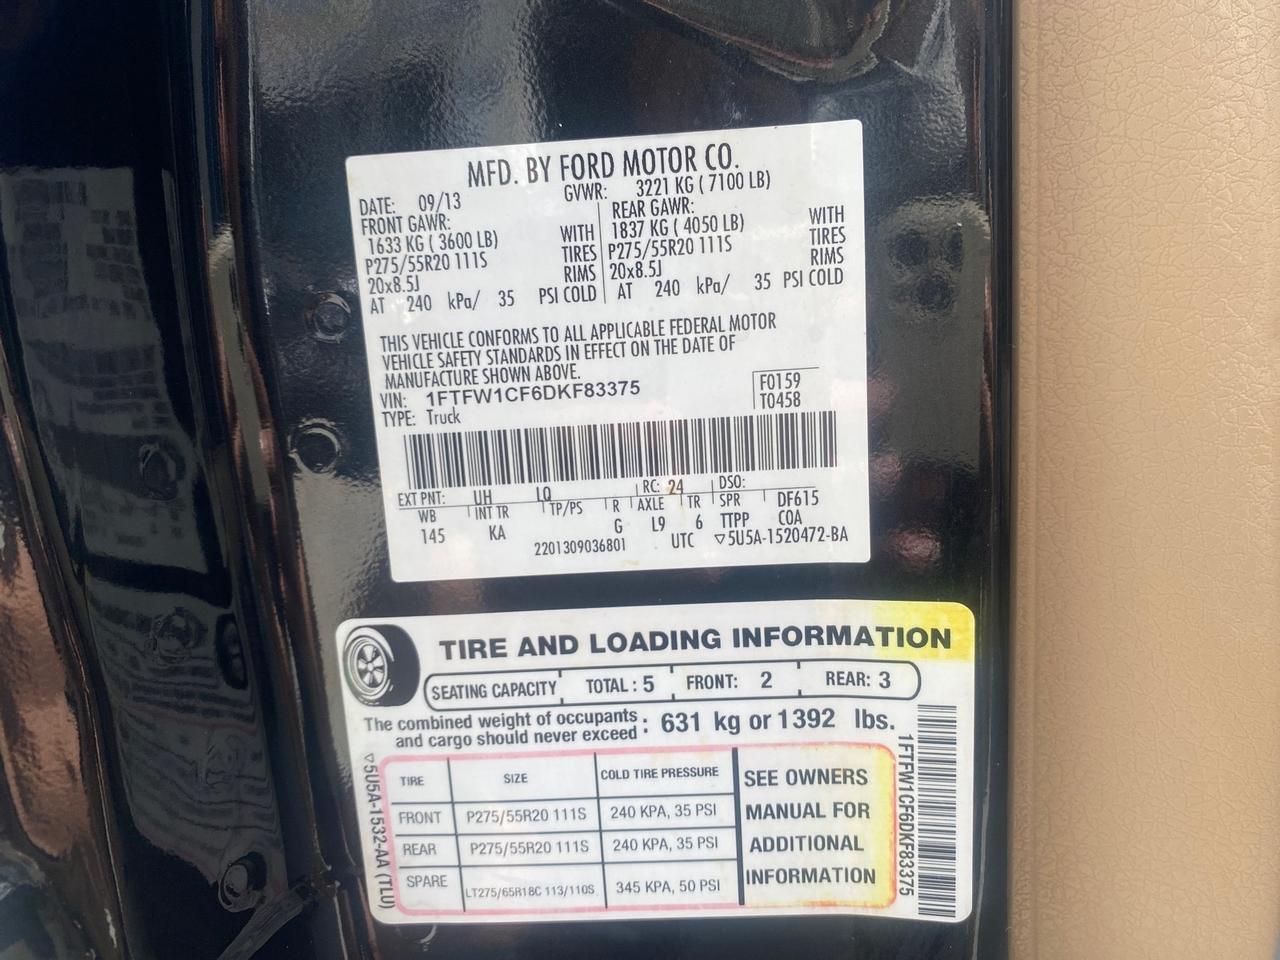 MFD. BY FORD MOTOR CO.
DATE: 09/13 GVWR: 3221 KG ( 7100 LB)
FRONT GAWR: REAR GAWR:
1633 KG ( 3600 LB) WITH 1837 KG ( 4050 LB) WITH
P275/55R20 111S TIRES P275/55R20 111S TIRES
20x8.5J RIMS 20x8.5J RIMS
AT 240 kPa/ 35 PSI COLD AT 240 kPa/ 35 PSI COLD
THIS VEHICLE CONFORMS TO ALL APPLICABLE FEDERAL MOTOR
VEHICLE SAFETY STANDARDS IN EFFECT ON THE DATE OF
MANUFACTURE SHOWN ABOVE.
VIN: 1FTFW1CF6DKF83375 F0159
TYPE: Truck T0458
EXT PNT: UH LQ RC: 24 DSO:
WB INT TR TP/PS R AXLE TR SPR DF615
145 KA G L9 6 TTPP COA
2201309036801 UTC ▽5U5A-1520472-BA
TIRE AND LOADING INFORMATION
SEATING CAPACITY TOTAL : 5 FRONT: 2 REAR: 3
The combined weight of occupants
and cargo should never exceed : 631 kg or 1392 lbs.
TIRE SIZE COLD TIRE PRESSURE
FRONT P275/55R20 111S 240 KPA, 35 PSI
REAR P275/55R20 111S 240 KPA, 35 PSI
SPARE LT275/65R18C 113/110S 345 KPA, 50 PSI
SEE OWNERS
MANUAL FOR
ADDITIONAL
INFORMATION
▽5U5A-1532-AA (TLU)
1FTFW1CF6DKF83375